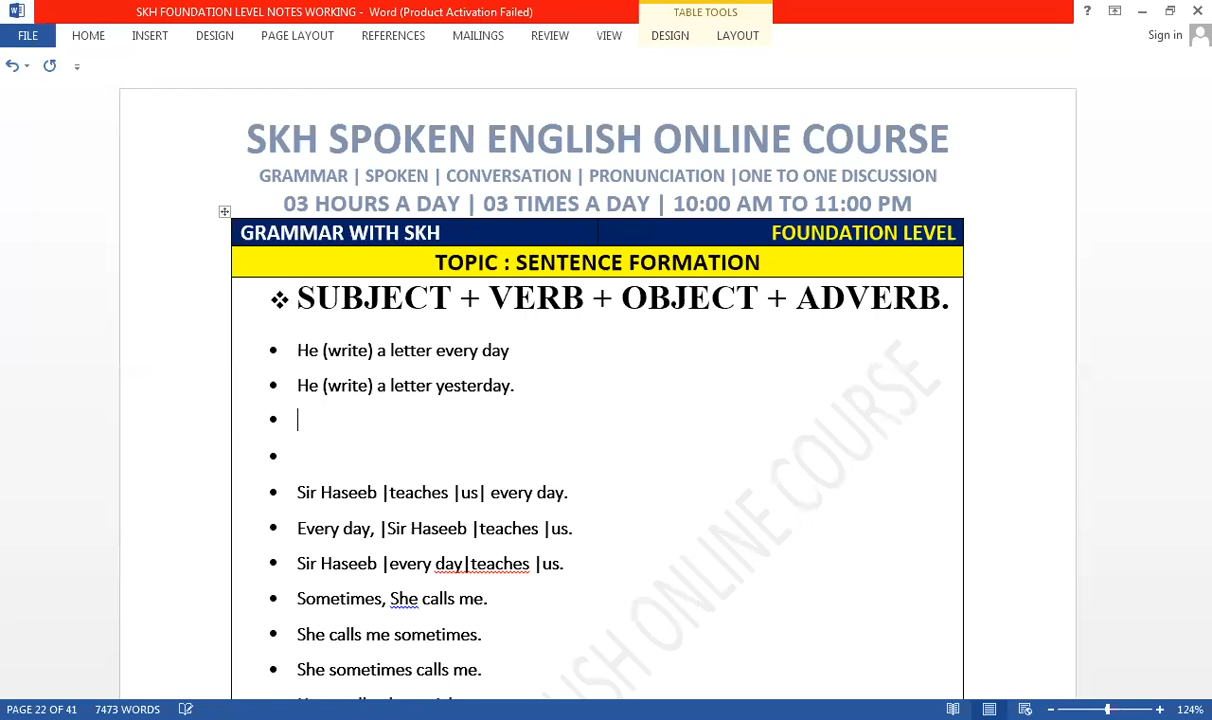 SKH FOUNDATION LEVEL NOTES WORKING - Word (Product Activation Failed)
TABLE TOOLS
FILE HOME INSERT DESIGN PAGE LAYOUT REFERENCES MAILINGS REVIEW VIEW DESIGN LAYOUT Sign in
SKH SPOKEN ENGLISH ONLINE COURSE
GRAMMAR | SPOKEN | CONVERSATION | PRONUNCIATION |ONE TO ONE DISCUSSION
03 HOURS A DAY | 03 TIMES A DAY | 10:00 AM TO 11:00 PM
GRAMMAR WITH SKH FOUNDATION LEVEL
TOPIC : SENTENCE FORMATION
❖ SUBJECT + VERB + OBJECT + ADVERB.
• He (write) a letter every day
• He (write) a letter yesterday.
•
•
• Sir Haseeb |teaches |us| every day.
• Every day, |Sir Haseeb |teaches |us.
• Sir Haseeb |every day|teaches |us.
• Sometimes, She calls me.
• She calls me sometimes.
• She sometimes calls me.
ONLINE COURSE
PAGE 22 OF 41 7473 WORDS 124%